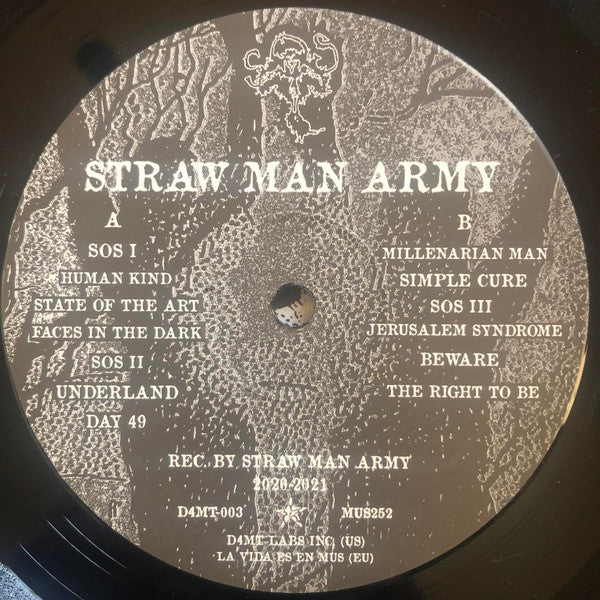 STRAW MAN ARMY
A
SOS I
HUMAN KIND
STATE OF THE ART
FACES IN THE DARK
SOS II
UNDERLAND
DAY 49
B
MILLENARIAN MAN
SIMPLE CURE
SOS III
JERUSALEM SYNDROME
BEWARE
THE RIGHT TO BE
REC. BY STRAW MAN ARMY
2020-2021
D4MT-003 MUS252
D4MT LABS INC (US)
LA VIDA ES EN MUS (EU)